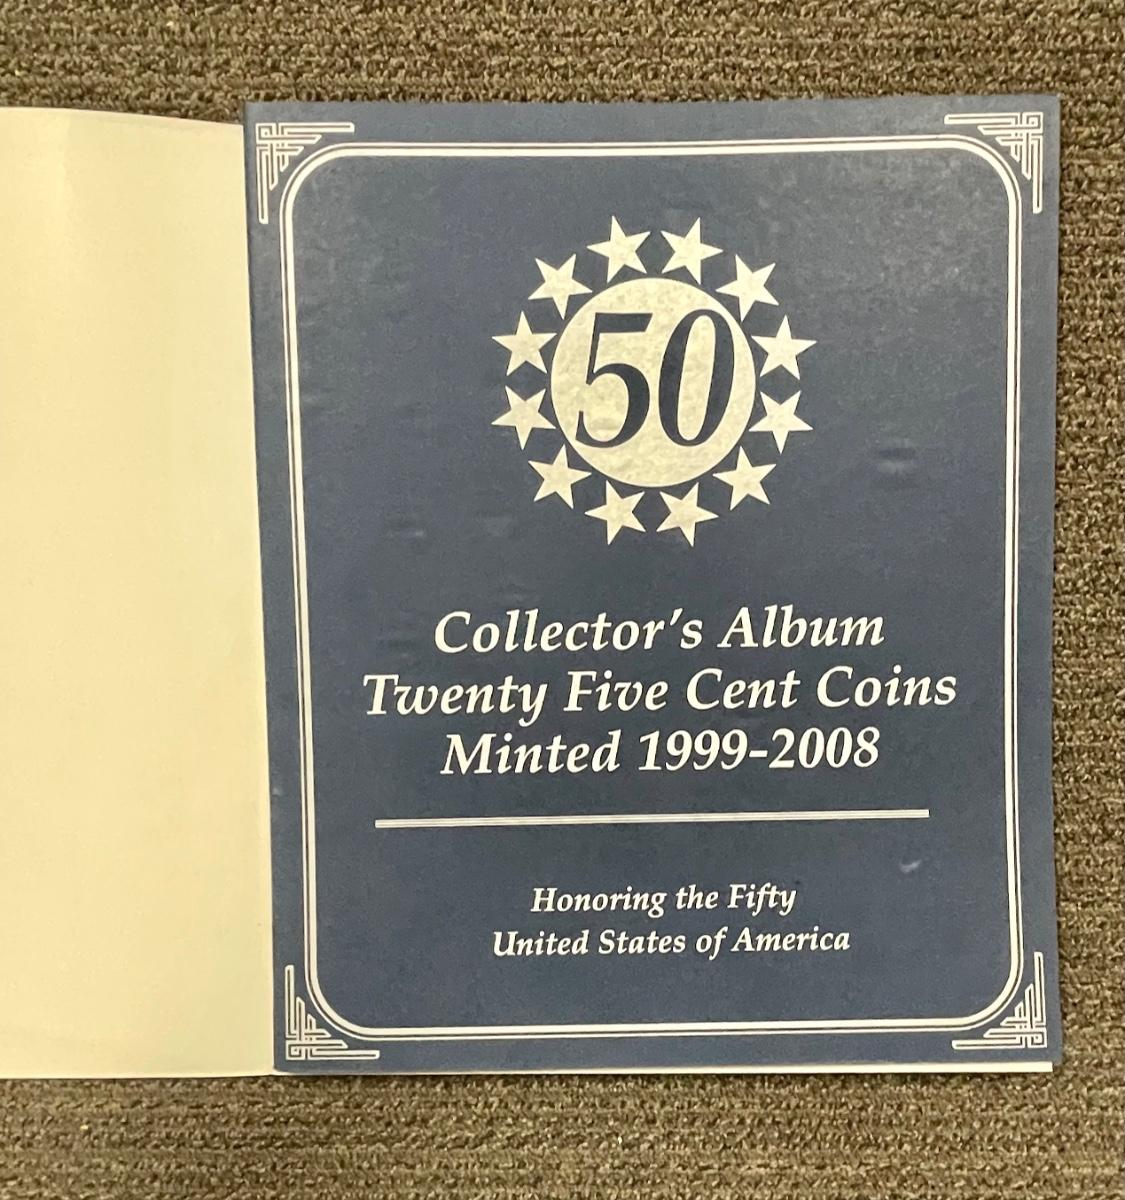 50
Collector's Album
Twenty Five Cent Coins
Minted 1999-2008
Honoring the Fifty
United States of America